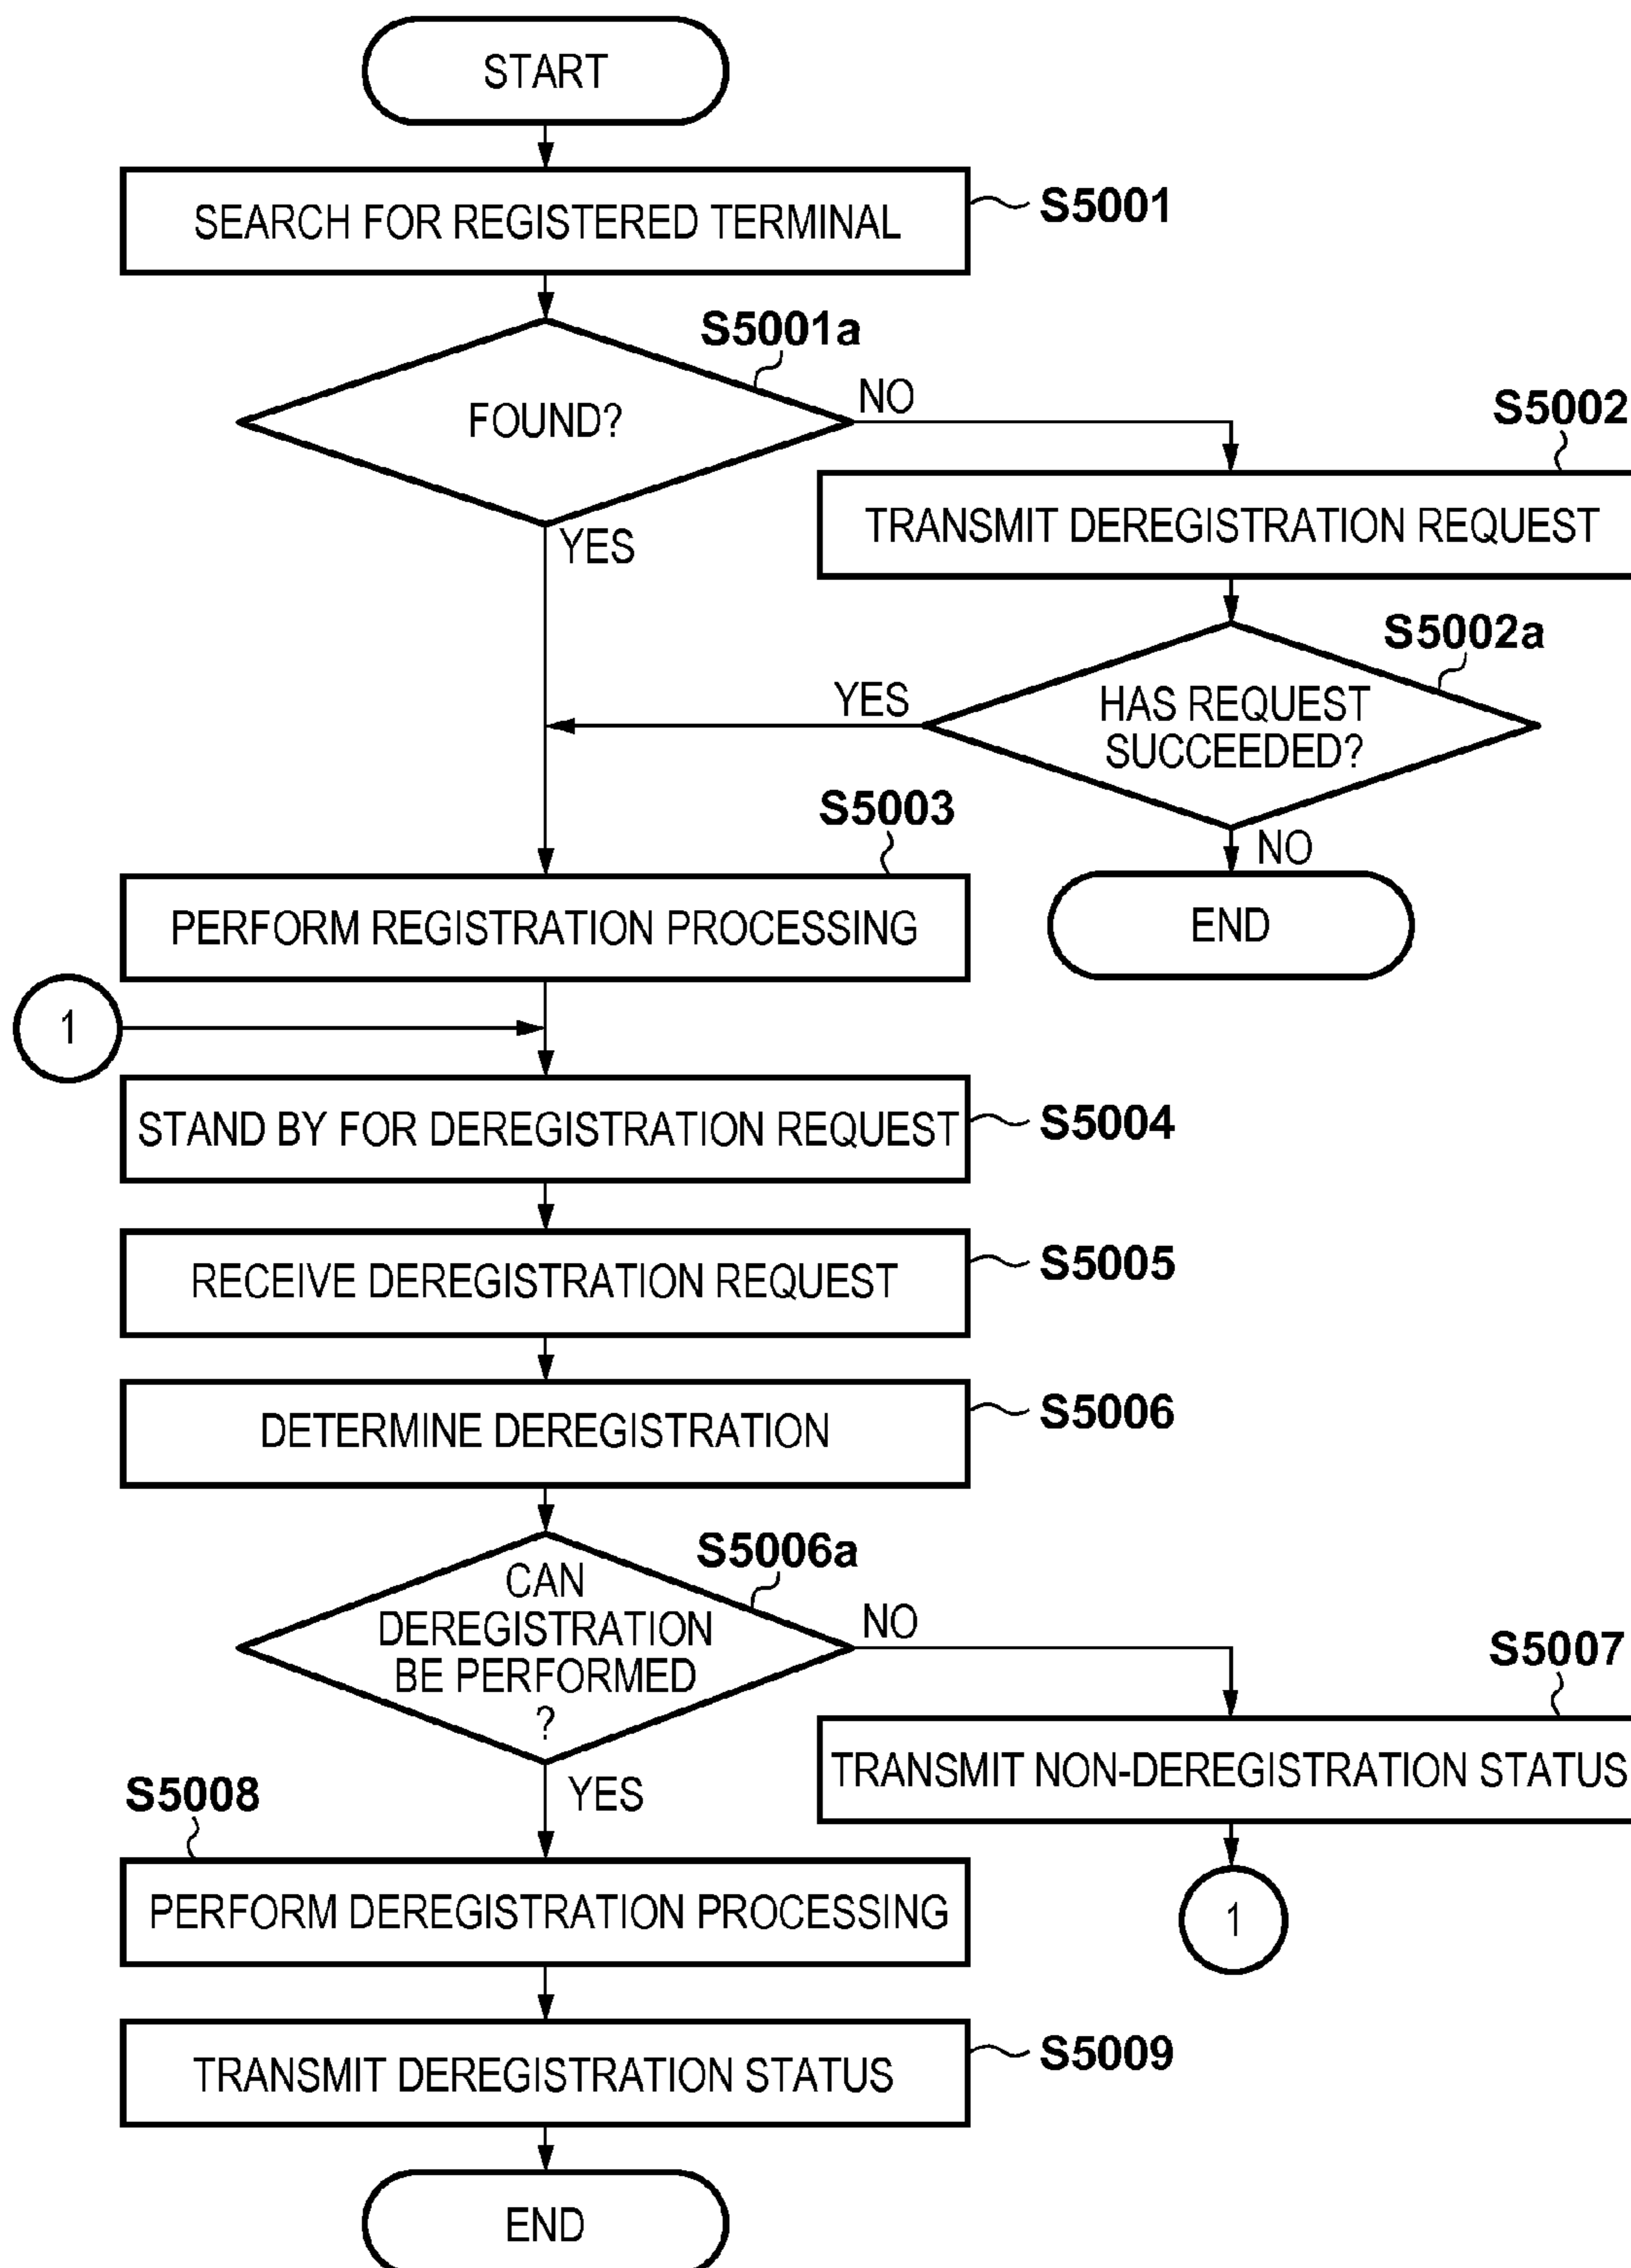 START
SEARCH FOR REGISTERED TERMINAL
S5001
S5001a
FOUND?
NO
YES
S5002
TRANSMIT DEREGISTRATION REQUEST
S5002a
HAS REQUEST
SUCCEEDED?
YES
NO
END
S5003
PERFORM REGISTRATION PROCESSING
1
STAND BY FOR DEREGISTRATION REQUEST
S5004
RECEIVE DEREGISTRATION REQUEST
S5005
DETERMINE DEREGISTRATION
S5006
S5006a
CAN
DEREGISTRATION
BE PERFORMED
?
NO
YES
S5007
TRANSMIT NON-DEREGISTRATION STATUS
1
S5008
PERFORM DEREGISTRATION PROCESSING
TRANSMIT DEREGISTRATION STATUS
S5009
END